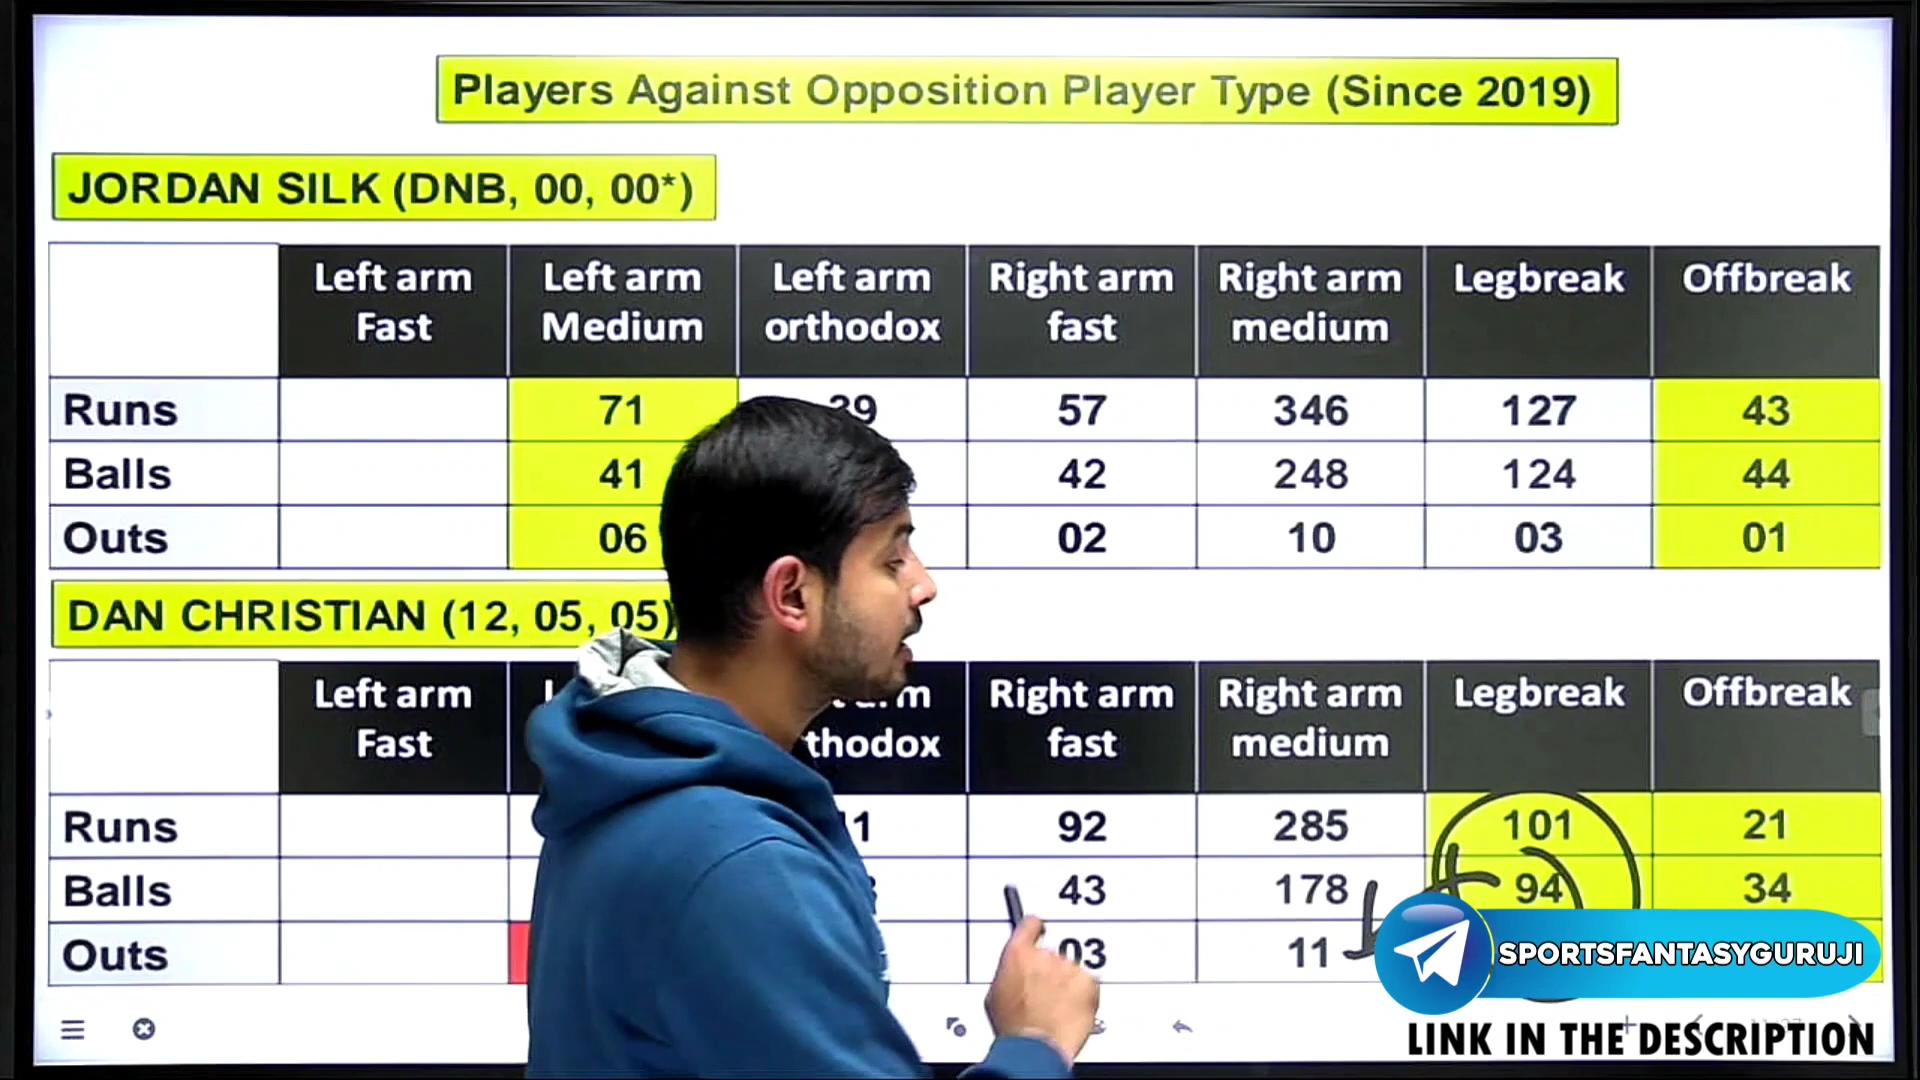 Players Against Opposition Player Type (Since 2019)
JORDAN SILK (DNB, 00, 00*)
Left arm Fast Left arm Medium Left arm orthodox Right arm fast Right arm medium Legbreak Offbreak
Runs 71 39 57 346 127 43
Balls 41 42 248 124 44
Outs 06 02 10 03 01
DAN CHRISTIAN (12, 05, 05)
Left arm Fast Right arm fast Right arm medium Legbreak Offbreak
Runs 92 285 101 21
Balls 43 178 94 34
Outs 03 11
SPORTSFANTASYGURUJI
LINK IN THE DESCRIPTION